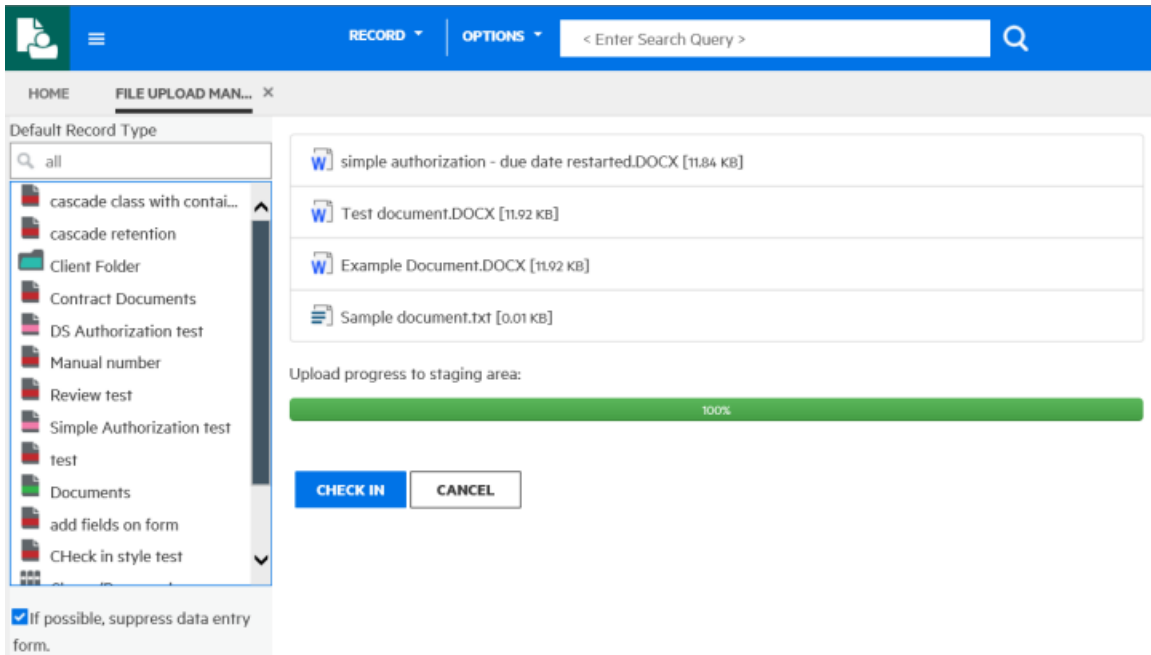 RECORD
OPTIONS
< Enter Search Query >
HOME
FILE UPLOAD MAN...
Default Record Type
all
cascade class with contai...
cascade retention
Client Folder
Contract Documents
DS Authorization test
Manual number
Review test
Simple Authorization test
test
Documents
add fields on form
CHeck in style test
If possible, suppress data entry
form.
simple authorization - due date restarted.DOCX [11.84 KB]
Test document.DOCX [11.92 KB]
Example Document.DOCX [11.92 KB]
Sample document.txt [0.01 KB]
Upload progress to staging area:
100%
CHECK IN
CANCEL